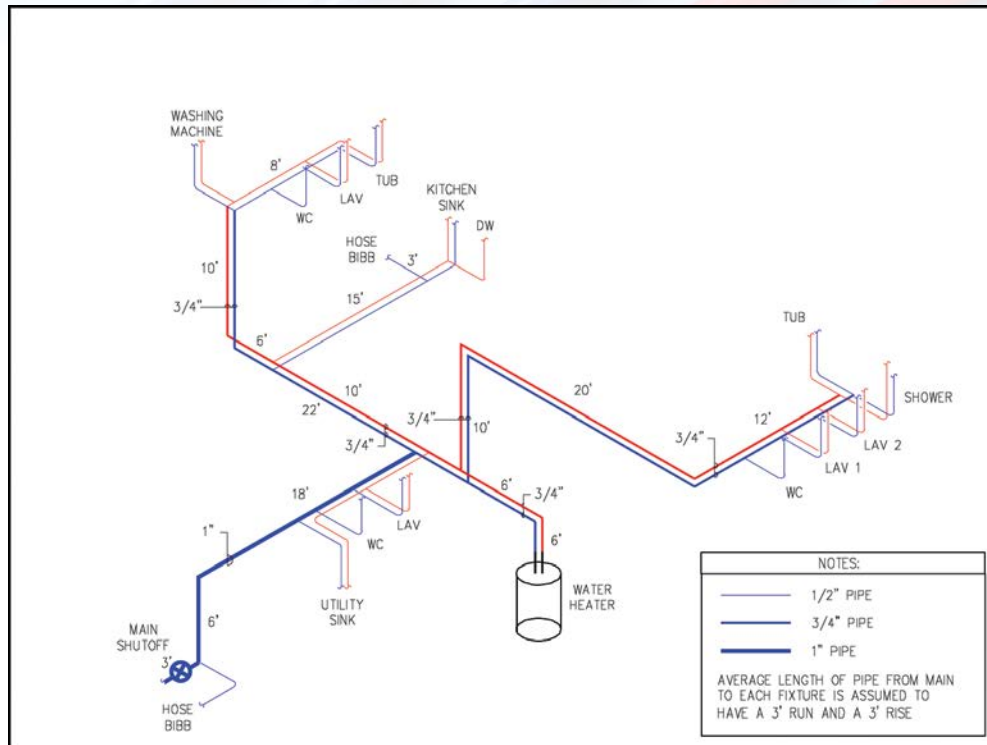 WASHING
MACHINE
8'
TUB
LAV
WC
KITCHEN
SINK
DW
HOSE
BIBB
3'
10'
15'
3/4"
6'
10'
22'
3/4"
3/4"
10'
20'
TUB
SHOWER
12'
LAV 2
3/4"
LAV 1
WC
6'
3/4"
18'
LAV
1"
WC
6'
UTILITY
SINK
WATER
HEATER
6'
MAIN
SHUTOFF
3'
HOSE
BIBB
NOTES:
1/2" PIPE
3/4" PIPE
1" PIPE
AVERAGE LENGTH OF PIPE FROM MAIN
TO EACH FIXTURE IS ASSUMED TO
HAVE A 3' RUN AND A 3' RISE